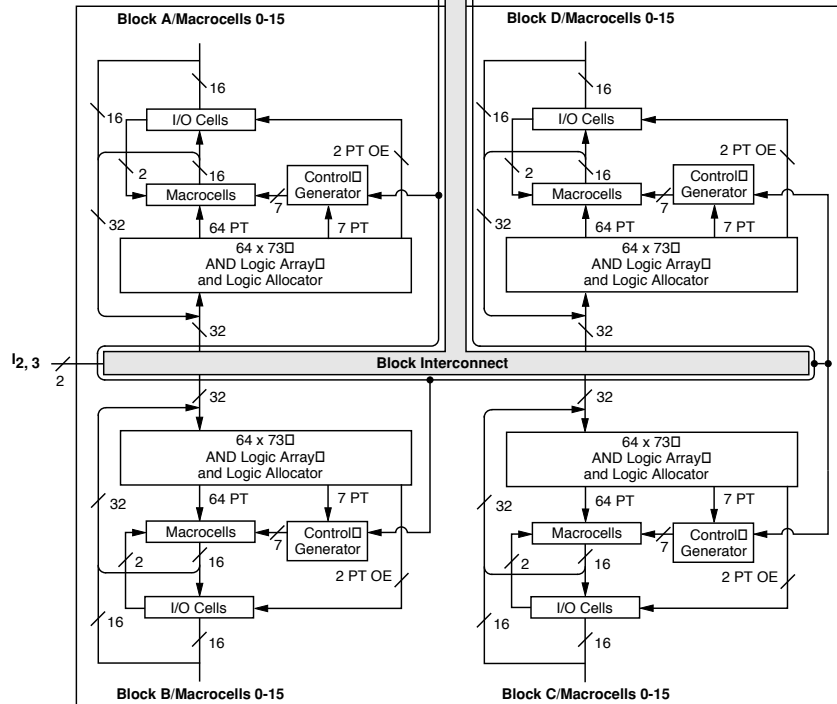 Block A/Macrocells 0-15
Block D/Macrocells 0-15
16
16
16
16
I/O Cells
I/O Cells
2 PT OE
2 PT OE
2
16
2
16
Macrocells
7
Control□
Generator
Macrocells
7
Control□
Generator
32
64 PT
7 PT
32
64 PT
7 PT
64 x 73□
AND Logic Array□
and Logic Allocator
64 x 73□
AND Logic Array□
and Logic Allocator
32
32
I2, 3
2
Block Interconnect
32
32
64 x 73□
AND Logic Array□
and Logic Allocator
64 x 73□
AND Logic Array□
and Logic Allocator
32
64 PT
7 PT
32
64 PT
7 PT
Macrocells
7
Control□
Generator
Macrocells
7
Control□
Generator
2
16
2
16
2 PT OE
2 PT OE
I/O Cells
I/O Cells
16
16
16
16
Block B/Macrocells 0-15
Block C/Macrocells 0-15